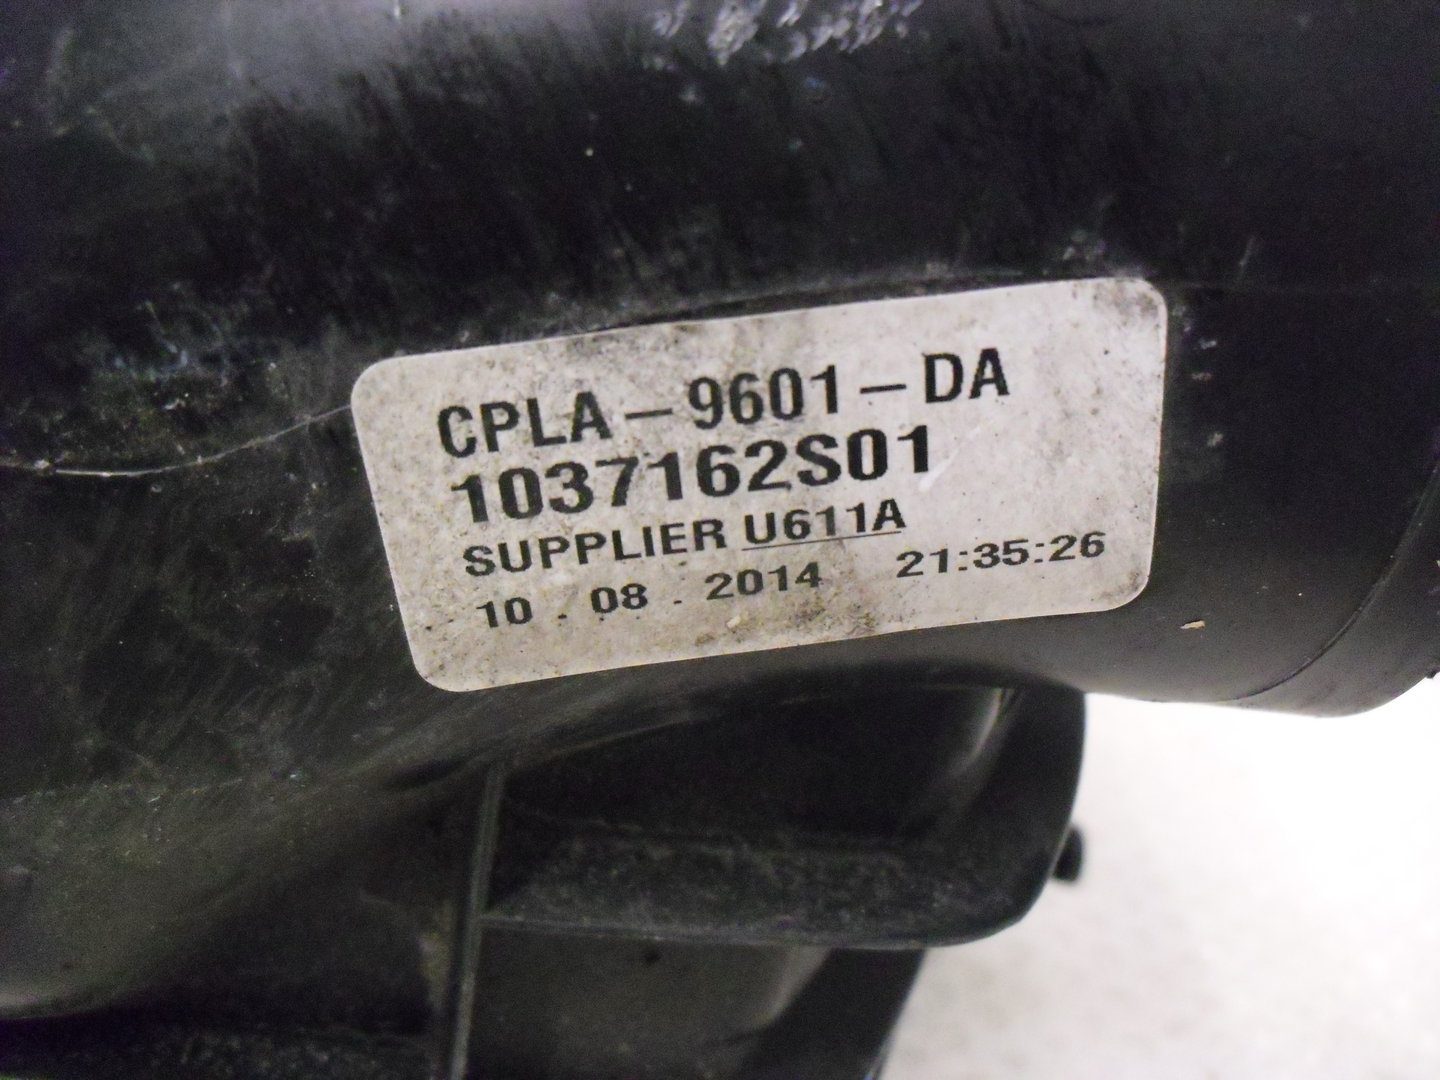 CPLA - 9601 - DA
1037162S01
SUPPLIER U611A
10 . 08 . 2014 21:35:26